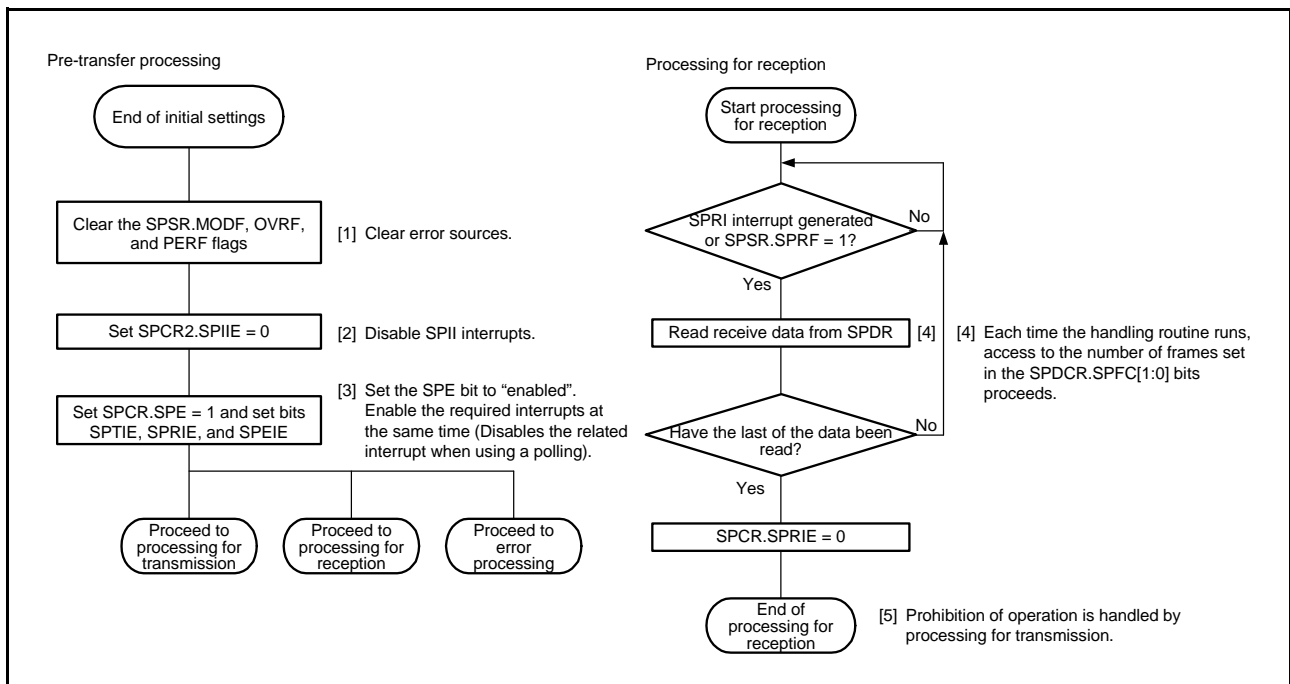 Pre-transfer processing
End of initial settings
Clear the SPSR.MODF, OVRF,
and PERF flags
[1] Clear error sources.
Set SPCR2.SPIIE = 0
[2] Disable SPII interrupts.
Set SPCR.SPE = 1 and set bits
SPTIE, SPRIE, and SPEIE
[3] Set the SPE bit to “enabled”.
Enable the required interrupts at
the same time (Disables the related
interrupt when using a polling).
Proceed to
processing for
transmission
Proceed to
processing for
reception
Proceed to
error
processing
Processing for reception
Start processing
for reception
SPRI interrupt generated
or SPSR.SPRF = 1?
No
Yes
Read receive data from SPDR
[4]
[4] Each time the handling routine runs,
access to the number of frames set
in the SPDCR.SPFC[1:0] bits
proceeds.
Have the last of the data been
read?
No
Yes
SPCR.SPRIE = 0
End of
processing for
reception
[5] Prohibition of operation is handled by
processing for transmission.